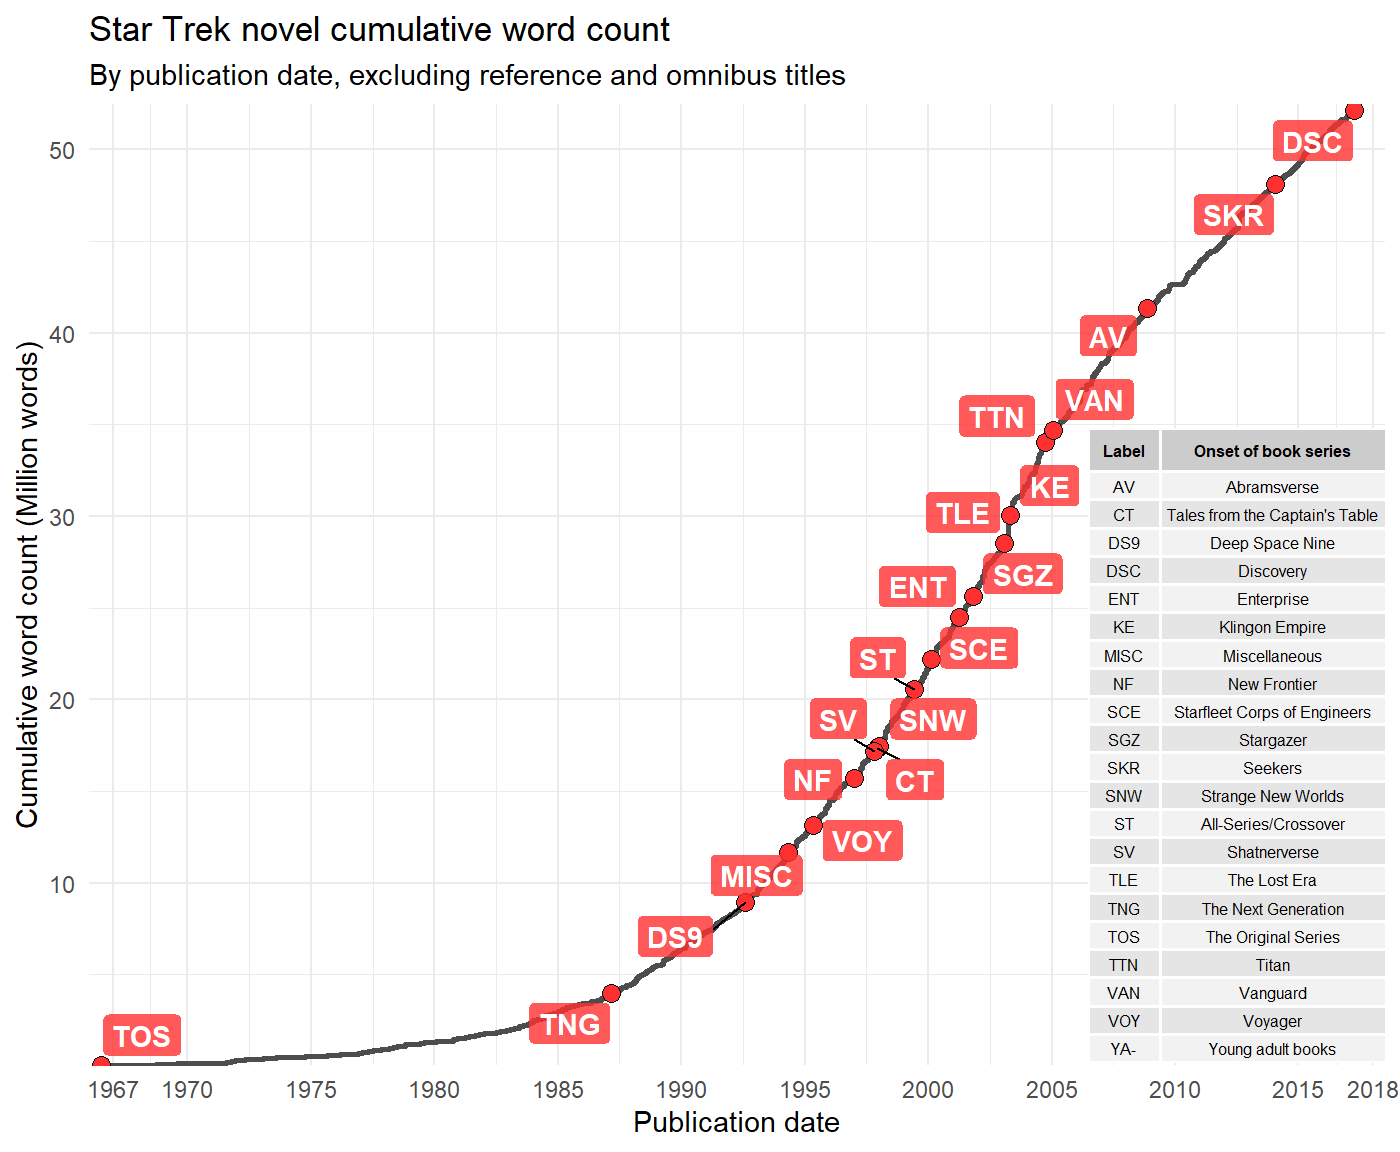 Star Trek novel cumulative word count
By publication date, excluding reference and omnibus titles
Cumulative word count (Million words)
50
40
30
20
10
DSC
SKR
AV
VAN
TTN
KE
TLE
SGZ
ENT
SCE
ST
SNW
SV
CT
NF
VOY
MISC
DS9
TNG
TOS
Label Onset of book series
AV Abramsverse
CT Tales from the Captain's Table
DS9 Deep Space Nine
DSC Discovery
ENT Enterprise
KE Klingon Empire
MISC Miscellaneous
NF New Frontier
SCE Starfleet Corps of Engineers
SGZ Stargazer
SKR Seekers
SNW Strange New Worlds
ST All-Series/Crossover
SV Shatnerverse
TLE The Lost Era
TNG The Next Generation
TOS The Original Series
TTN Titan
VAN Vanguard
VOY Voyager
YA- Young adult books
1967 1970 1975 1980 1985 1990 1995 2000 2005 2010 2015 2018
Publication date